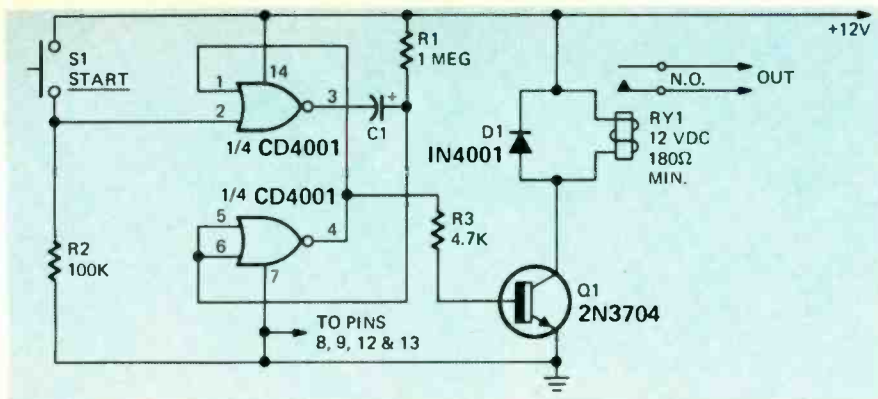 +12V
S1
START
R1
1 MEG
14
1
2
3
+
C1
1/4 CD4001
N.O.
OUT
D1
IN4001
RY1
12 VDC
180Ω
MIN.
1/4 CD4001
5
6
4
7
R3
4.7K
R2
100K
Q1
2N3704
TO PINS
8, 9, 12 & 13